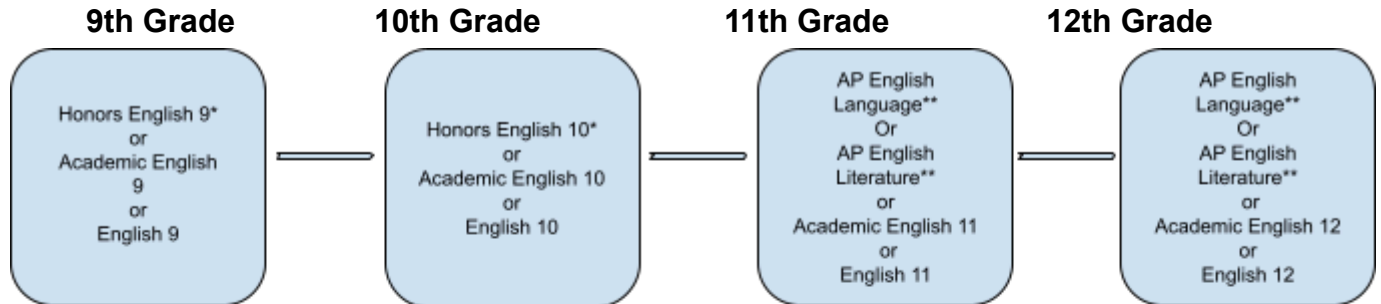 9th Grade
10th Grade
11th Grade
12th Grade
Honors English 9*
or
Academic English
9
or
English 9
Honors English 10*
or
Academic English 10
or
English 10
AP English
Language**
Or
AP English
Literature**
or
Academic English 11
or
English 11
AP English
Language**
Or
AP English
Literature**
or
Academic English 12
or
English 12